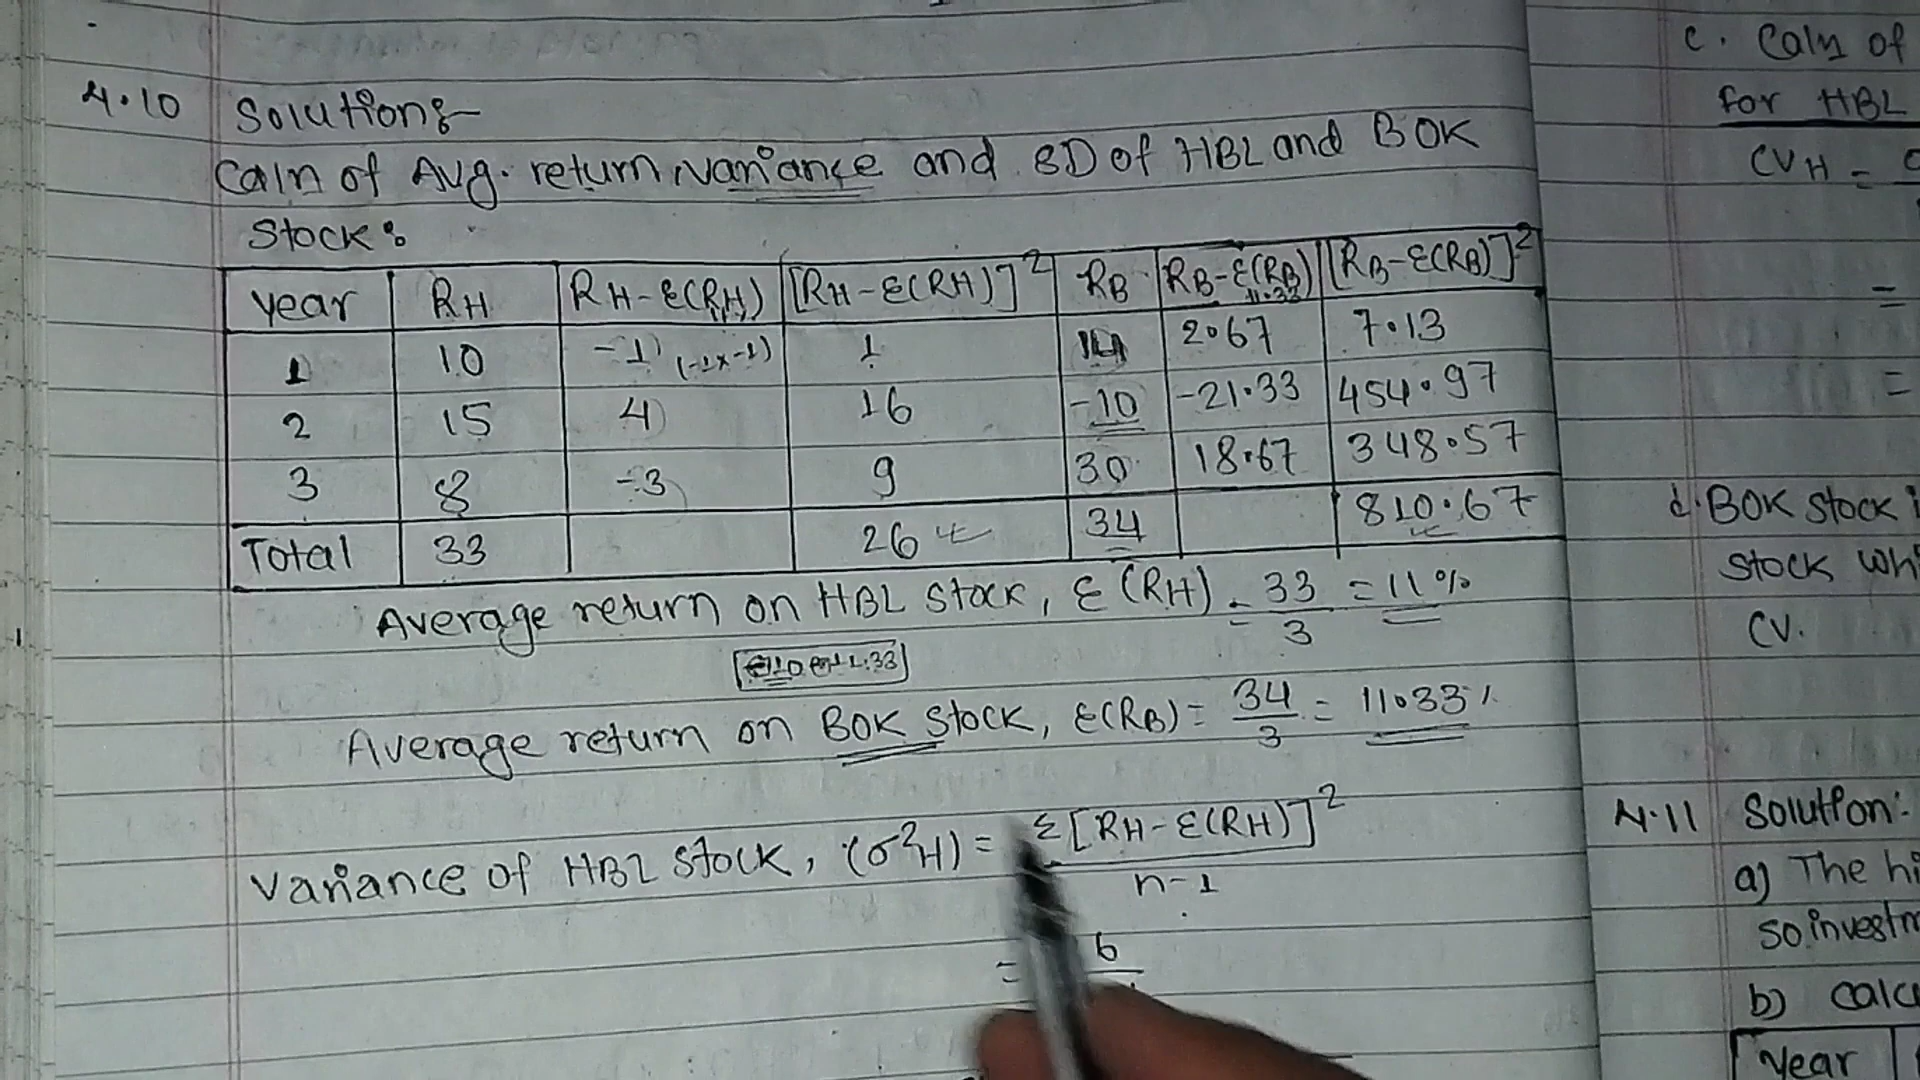 4.10 Solution:-
Caln of Avg. return, variance and SD of HBL and BOK
Stock:
Year RH RH-E(RH) [RH-E(RH)]² RB RB-E(RB) [RB-E(RB)]²
11 11.33
1 10 -1 (-1x-1) 1 14 2.67 7.13
2 15 4 16 -10 -21.33 454.97
3 8 -3 9 30 18.67 348.57
Total 33 26 34 810.67
Average return on HBL Stock, E(RH) = 33/3 = 11%
Average return on BOK Stock, E(RB) = 34/3 = 11.33%
Variance of HBL Stock, (σ²H) = Σ[RH-E(RH)]²
n-1
=
c. Caln of
for HBL
CVH =
=
=
d. BOK Stock
Stock Wh
CV.
4.11 Solution:
a) The hi
so investm
b) calcu
Year